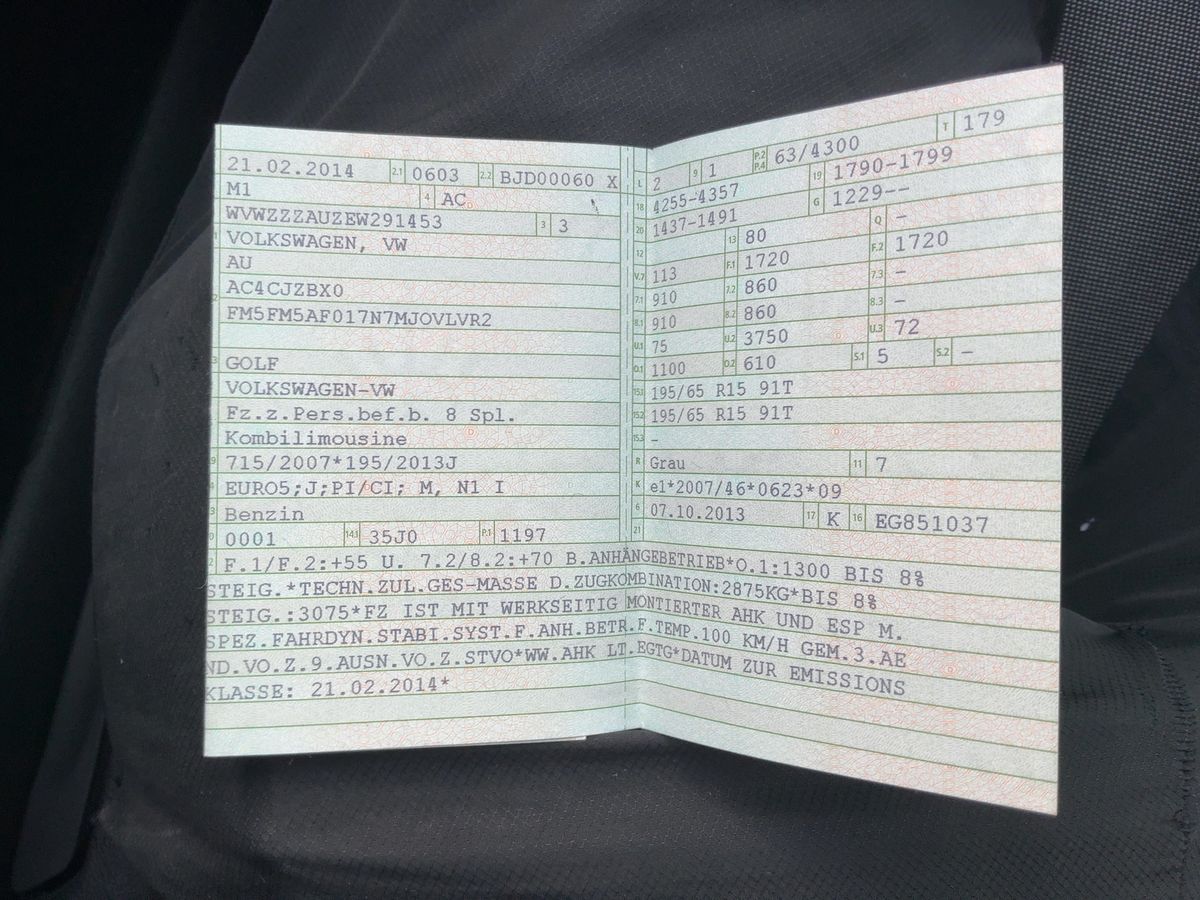 21.02.2014 2.1 0603 2.2 BJD00060 X
M1 4 AC
WVWZZZAUZEW291453 3 3
VOLKSWAGEN, VW
AU
AC4CJZBX0
FM5FM5AF017N7MJOVLVR2
GOLF
VOLKSWAGEN-VW
Fz.z.Pers.bef.b. 8 Spl.
Kombilimousine
715/2007*195/2013J
EURO5;J;PI/CI; M, N1 I
Benzin
0001 14.1 35J0 P.1 1197
L 2 9 1 P.2 P.4 63/4300 T 179
18 4255-4357 19 1790-1799
20 1437-1491 G 1229--
12 13 80 Q -
V.7 113 F.1 1720 F.2 1720
7.1 910 7.2 860 7.3 -
8.1 910 8.2 860 8.3 -
U.1 75 U.2 3750 U.3 72
O.1 1100 O.2 610 S.1 5 S.2 -
15.1 195/65 R15 91T
15.2 195/65 R15 91T
15.3 -
R Grau 11 7
K e1*2007/46*0623*09
6 07.10.2013 17 K 16 EG851037
21
F.1/F.2:+55 U. 7.2/8.2:+70 B.ANHÄNGEBETRIEB*O.1:1300 BIS 8%
STEIG.*TECHN.ZUL.GES-MASSE D.ZUGKOMBINATION:2875KG*BIS 8%
STEIG.:3075*FZ IST MIT WERKSEITIG MONTIERTER AHK UND ESP M.
SPEZ.FAHRDYN.STABI.SYST.F.ANH.BETR.F.TEMP.100 KM/H GEM.3.AE
ND.VO.Z.9.AUSN.VO.Z.STVO*WW.AHK LT.EGTG*DATUM ZUR EMISSIONS
KLASSE: 21.02.2014*